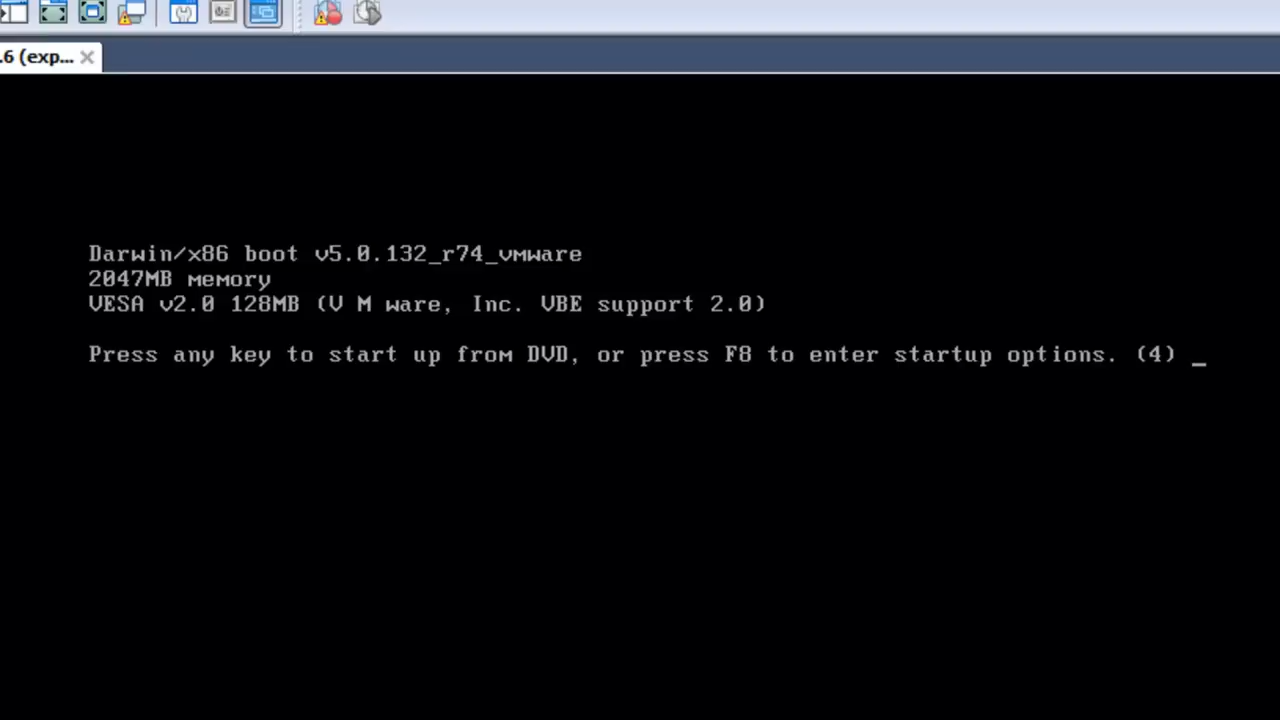 .6 (exp...
Darwin/x86 boot v5.0.132_r74_vmware
2047MB memory
VESA v2.0 128MB (V M ware, Inc. VBE support 2.0)
Press any key to start up from DVD, or press F8 to enter startup options. (4) _